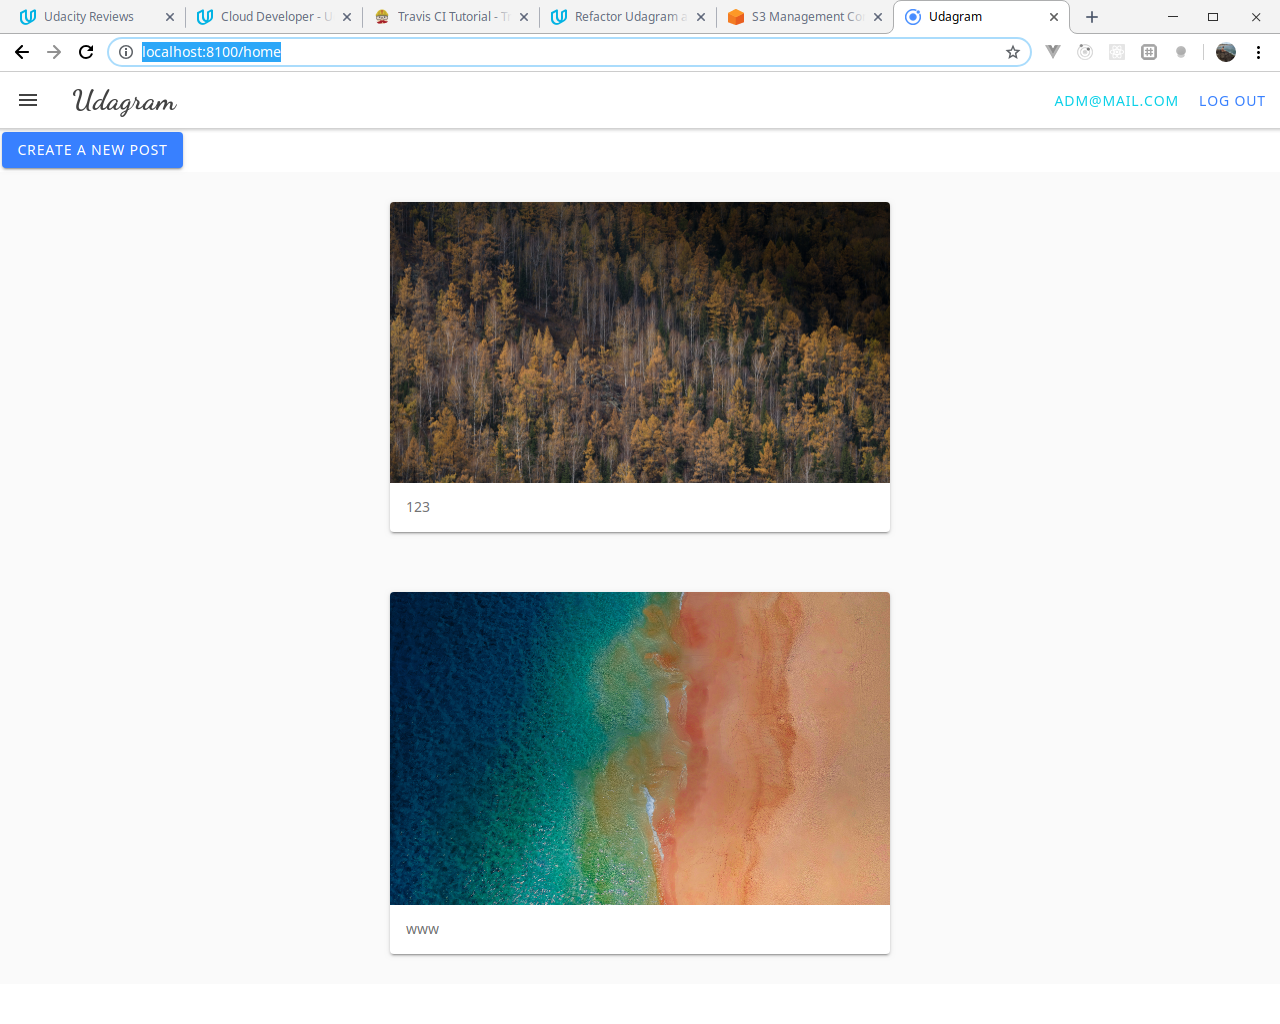 Udacity Reviews
Cloud Developer - U
Travis CI Tutorial - T
Refactor Udagram a
S3 Management Co
Udagram
localhost:8100/home
Udagram
ADM@MAIL.COM
LOG OUT
CREATE A NEW POST
123
www